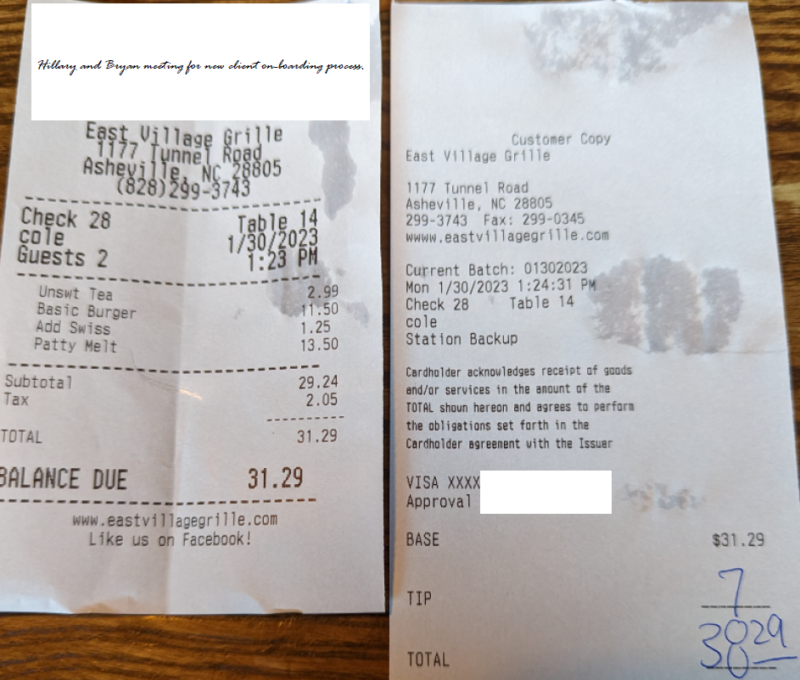 Hillary and Bryan meeting for new client on-boarding process.
East Village Grille
1177 Tunnel Road
Asheville, NC 28805
(828)299-3743
Check 28 Table 14
cole 1/30/2023
Guests 2 1:23 PM
Unswt Tea 2.99
Basic Burger 11.50
Add Swiss 1.25
Patty Melt 13.50
Subtotal 29.24
Tax 2.05
TOTAL 31.29
BALANCE DUE 31.29
www.eastvillagegrille.com
Like us on Facebook!
Customer Copy
East Village Grille
1177 Tunnel Road
Asheville, NC 28805
299-3743 Fax: 299-0345
wwww.eastvillagegrille.com
Current Batch: 01302023
Mon 1/30/2023 1:24:31 PM
Check 28 Table 14
cole
Station Backup
Cardholder acknowledges receipt of goods
and/or services in the amount of the
TOTAL shown hereon and agrees to perform
the obligations set forth in the
Cardholder agreement with the Issuer
VISA XXXX
Approval
BASE $31.29
TIP 7
TOTAL 38.29